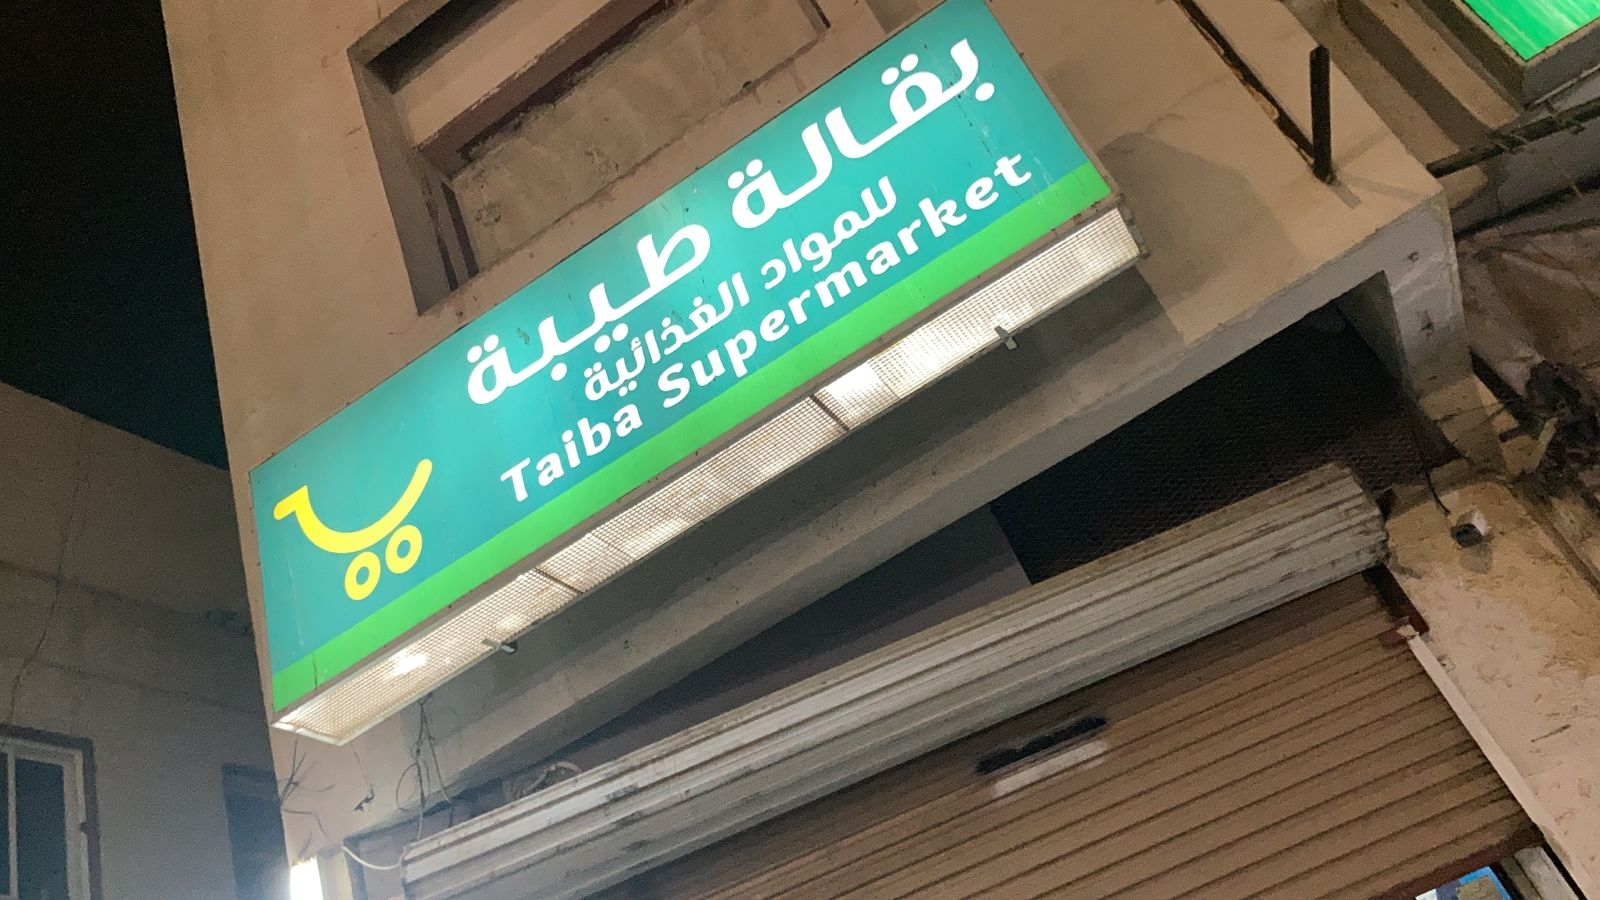 بقالة طيبة
للمواد الغذائية
Taiba Supermarket